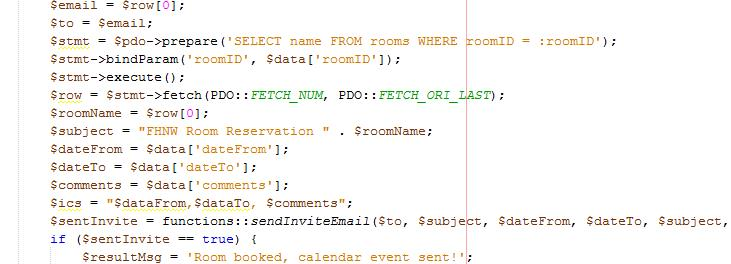 $email = $row[0];
$to = $email;
$stmt = $pdo->prepare('SELECT name FROM rooms WHERE roomID = :roomID');
$stmt->bindParam('roomID', $data['roomID']);
$stmt->execute();
$row = $stmt->fetch(PDO::FETCH_NUM, PDO::FETCH_ORI_LAST);
$roomName = $row[0];
$subject = "FHNW Room Reservation " . $roomName;
$dateFrom = $data['dateFrom'];
$dateTo = $data['dateTo'];
$comments = $data['comments'];
$ics = "$dataFrom,$dataTo, $comments";
$sentInvite = functions::sendInviteEmail($to, $subject, $dateFrom, $dateTo, $subject,
if ($sentInvite == true) {
$resultMsg = 'Room booked, calendar event sent!';